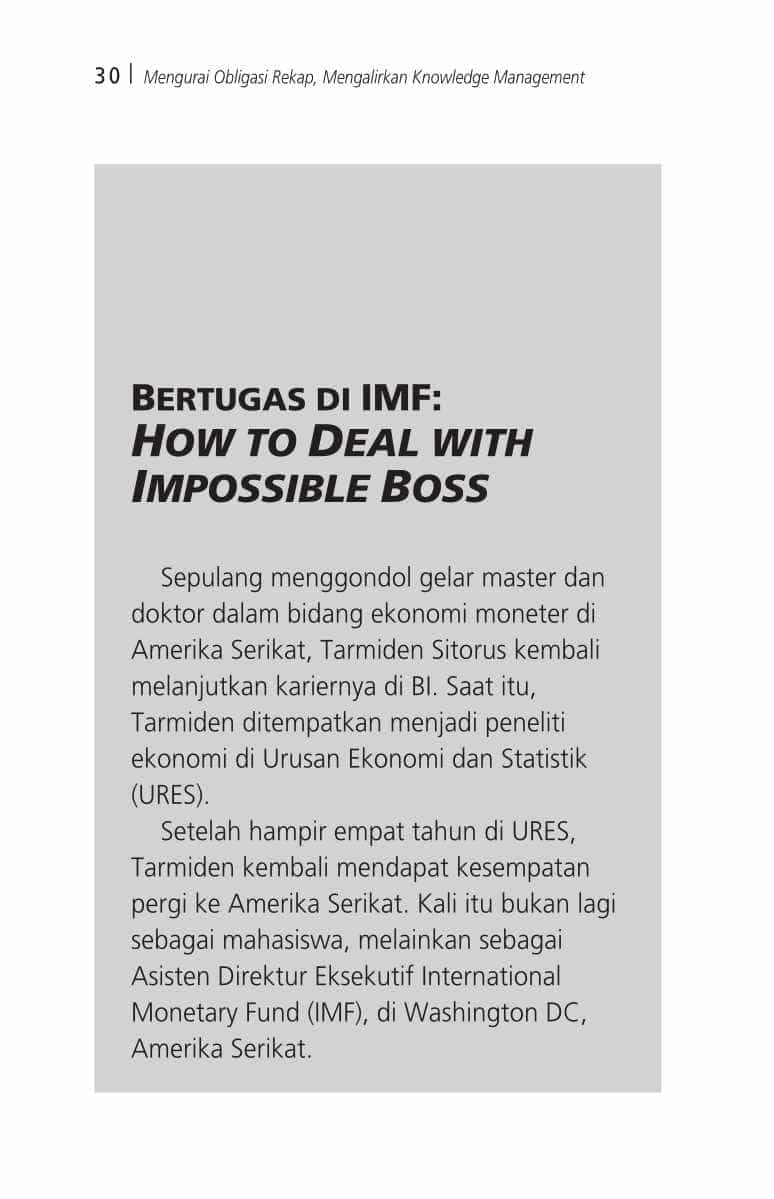 30 | Mengurai Obligasi Rekap, Mengalirkan Knowledge Management
BERTUGAS DI IMF:
HOW TO DEAL WITH
IMPOSSIBLE BOSS
Sepulang menggondol gelar master dan
doktor dalam bidang ekonomi moneter di
Amerika Serikat, Tarmiden Sitorus kembali
melanjutkan kariernya di BI. Saat itu,
Tarmiden ditempatkan menjadi peneliti
ekonomi di Urusan Ekonomi dan Statistik
(URES).
Setelah hampir empat tahun di URES,
Tarmiden kembali mendapat kesempatan
pergi ke Amerika Serikat. Kali itu bukan lagi
sebagai mahasiswa, melainkan sebagai
Asisten Direktur Eksekutif International
Monetary Fund (IMF), di Washington DC,
Amerika Serikat.